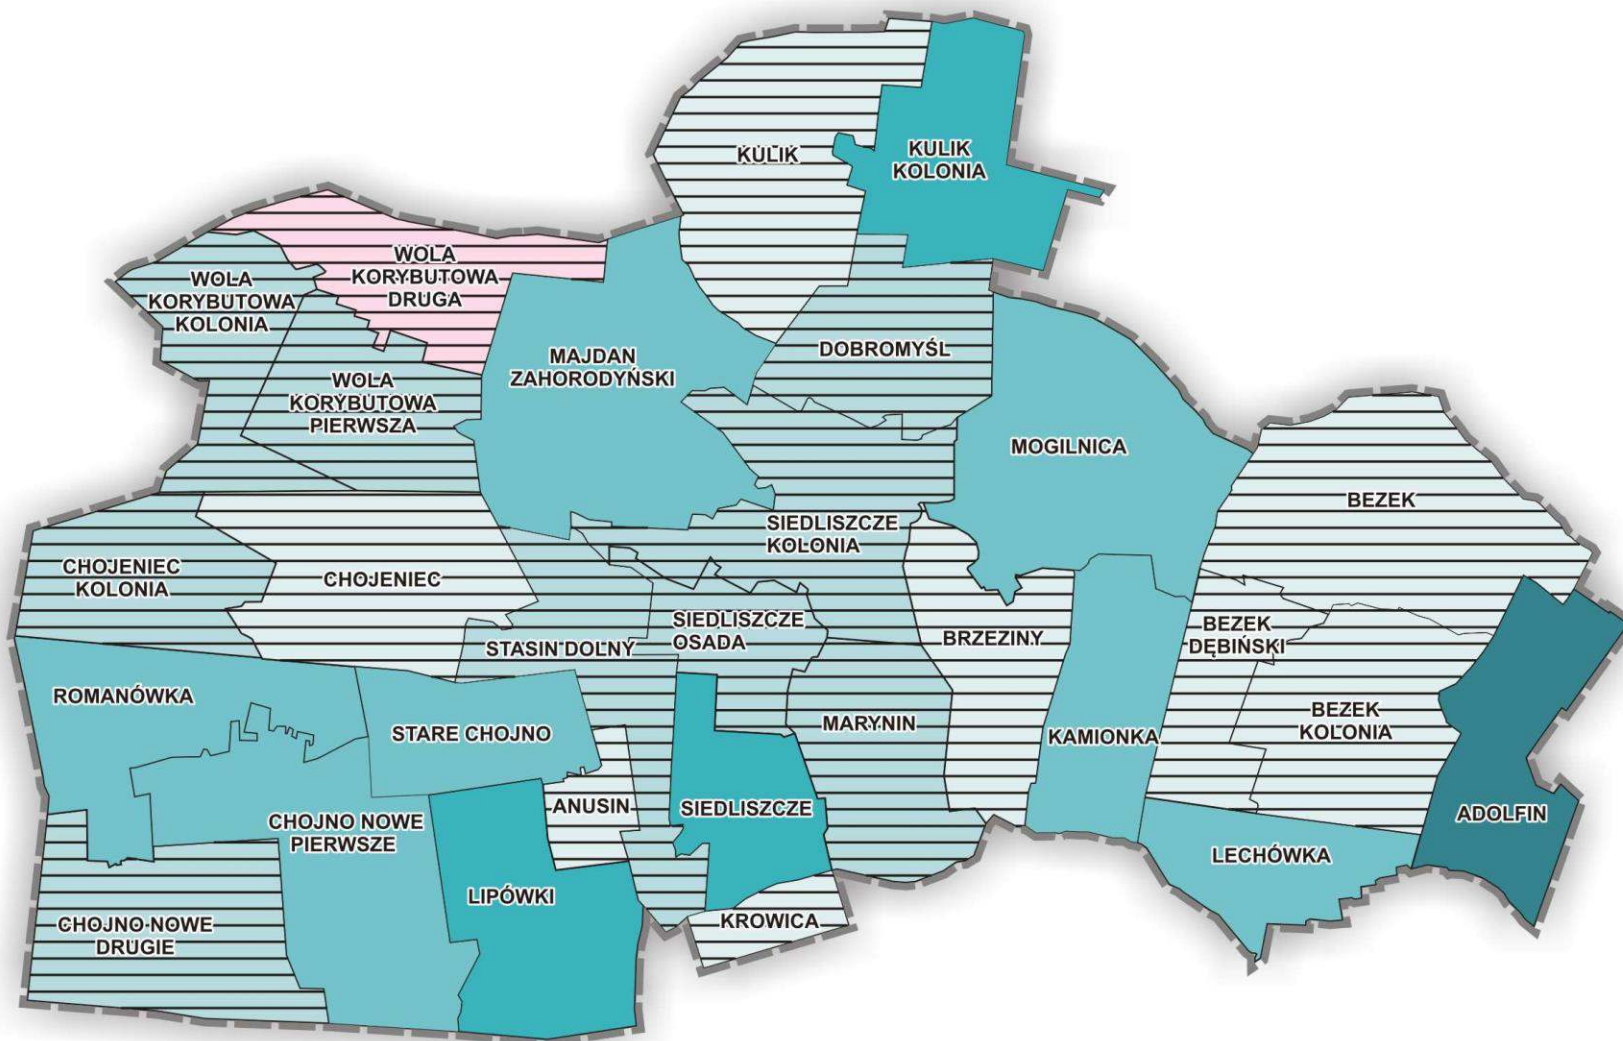 KULIK
KULIK
KOLONIA
WOLA
KORYBUTOWA
DRUGA
WOLA
KORYBUTOWA
KOLONIA
MAJDAN
ZAHORODYŃSKI
DOBROMYŚL
WOLA
KORYBUTOWA
PIERWSZA
MOGILNICA
BEZEK
SIEDLISZCZE
KOLONIA
CHOJENIEC
KOLONIA
CHOJENIEC
SIEDLISZCZE
OSADA
STASIN DOLNY
BRZEZINY
BEZEK
DĘBIŃSKI
ROMANÓWKA
STARE CHOJNO
MARYNIN
KAMIONKA
BEZEK
KOLONIA
ANUSIN
SIEDLISZCZE
ADOLFIN
CHOJNO NOWE
PIERWSZE
LECHÓWKA
LIPÓWKI
KROWICA
CHOJNO NOWE
DRUGIE